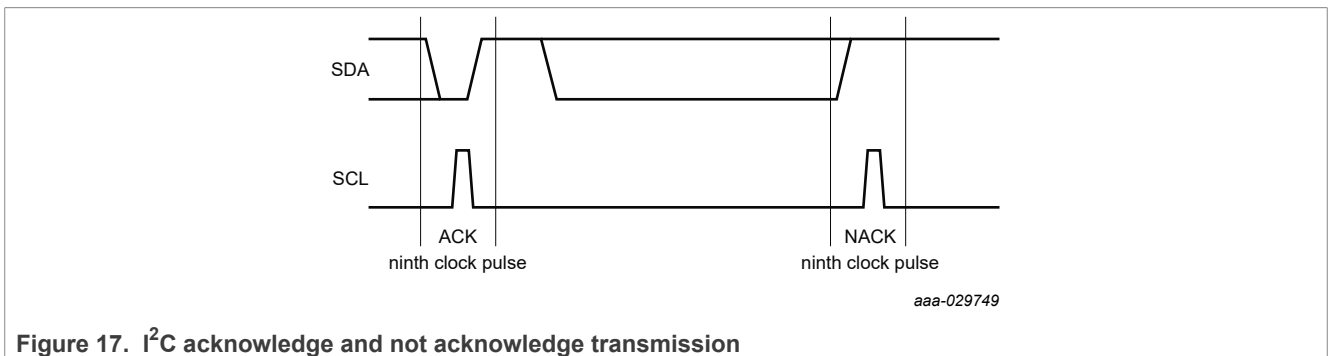 SDA
SCL
ACK NACK
ninth clock pulse ninth clock pulse
aaa-029749
Figure 17. I²C acknowledge and not acknowledge transmission